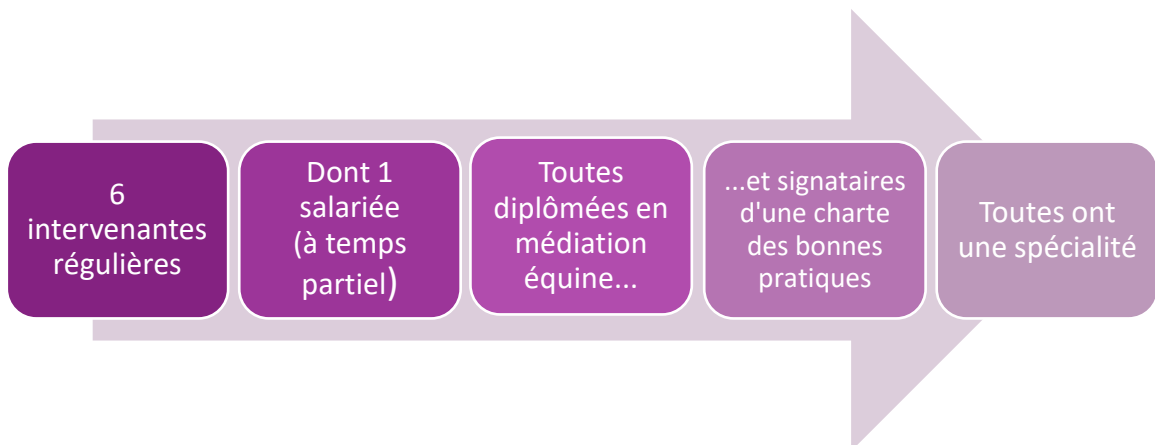 6
intervenantes
régulières
Dont 1
salariée
(à temps
partiel)
Toutes
diplômées en
médiation
équine...
...et signataires
d'une charte
des bonnes
pratiques
Toutes ont
une spécialité